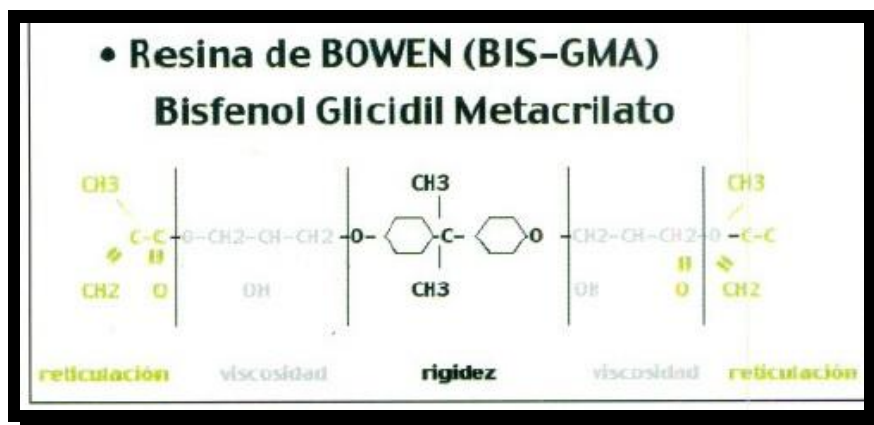 • Resina de BOWEN (BIS-GMA)
Bisfenol Glicidil Metacrilato
CH3 CH3 CH3
C-C-O-CH2-CH-CH2-O- -C- O -CH2-CH-CH2-O-C-C
CH2 O OH CH3 OH O CH2
reticulación viscosidad rigidez viscosidad reticulación